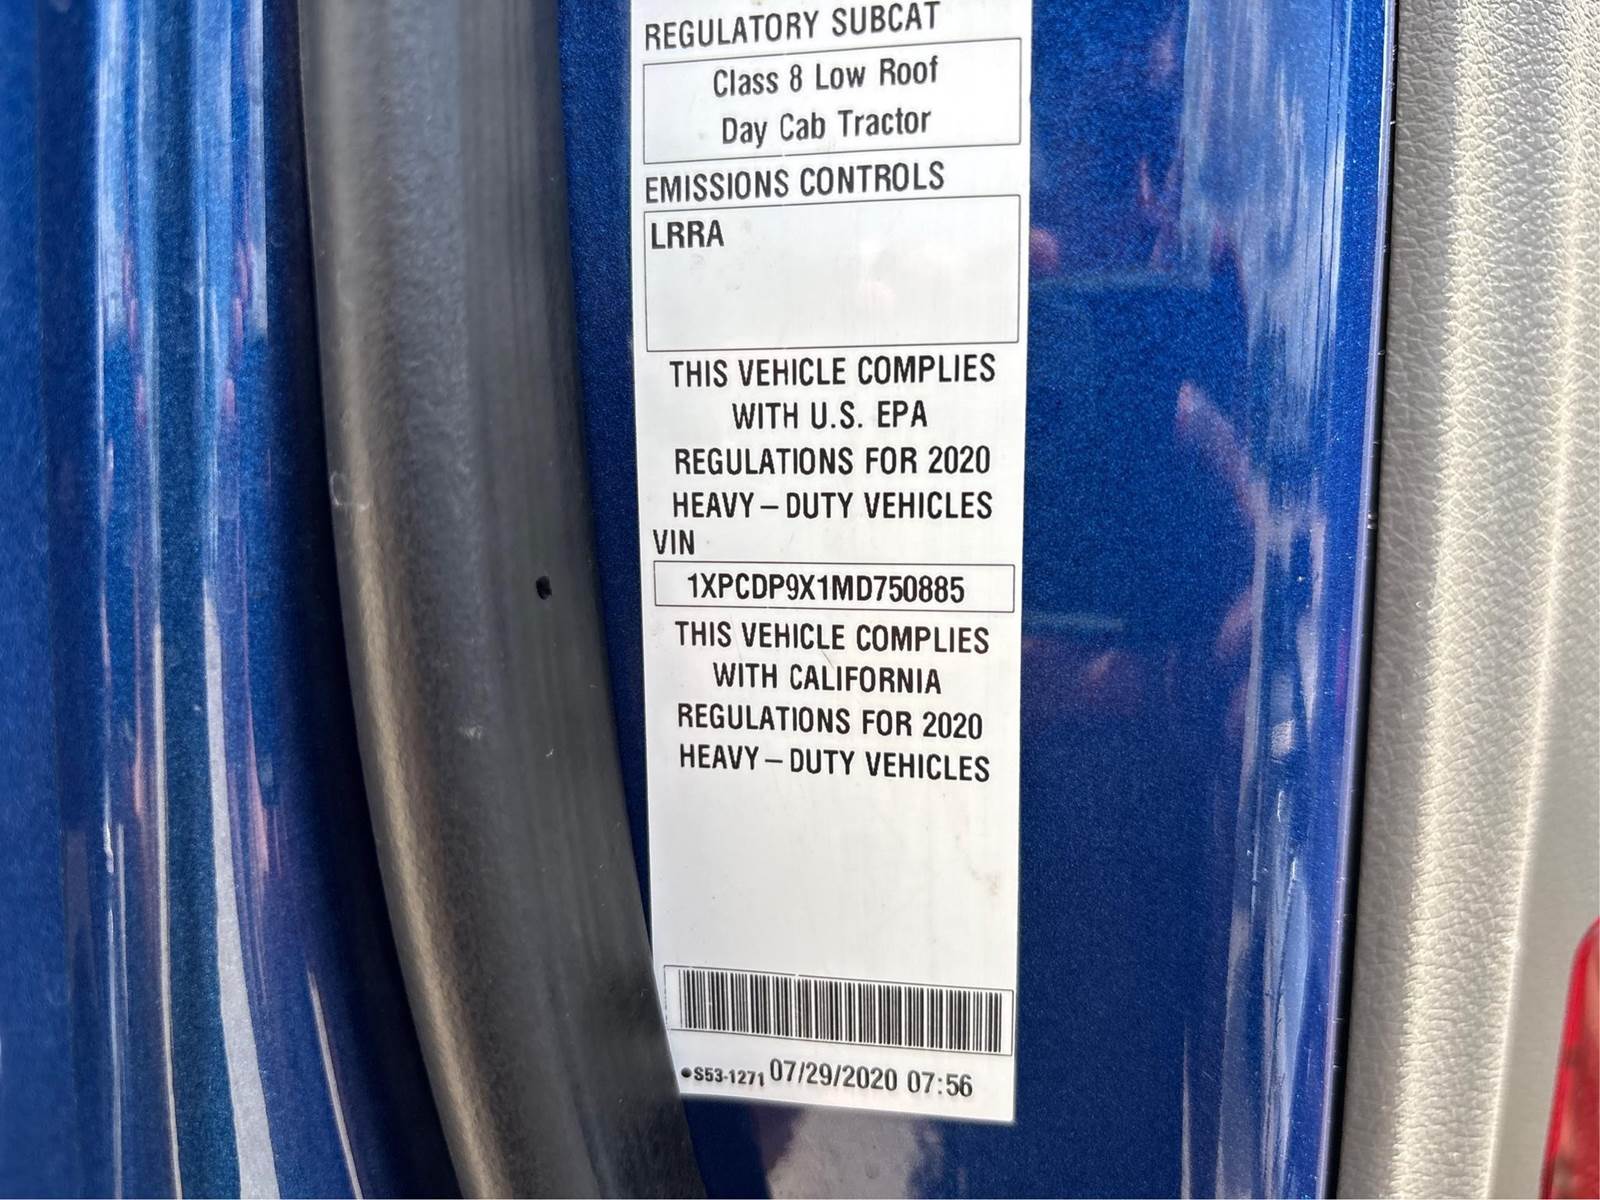 REGULATORY SUBCAT
Class 8 Low Roof
Day Cab Tractor
EMISSIONS CONTROLS
LRRA
THIS VEHICLE COMPLIES
WITH U.S. EPA
REGULATIONS FOR 2020
HEAVY – DUTY VEHICLES
VIN
1XPCDP9X1MD750885
THIS VEHICLE COMPLIES
WITH CALIFORNIA
REGULATIONS FOR 2020
HEAVY – DUTY VEHICLES
•S53-1271 07/29/2020 07:56